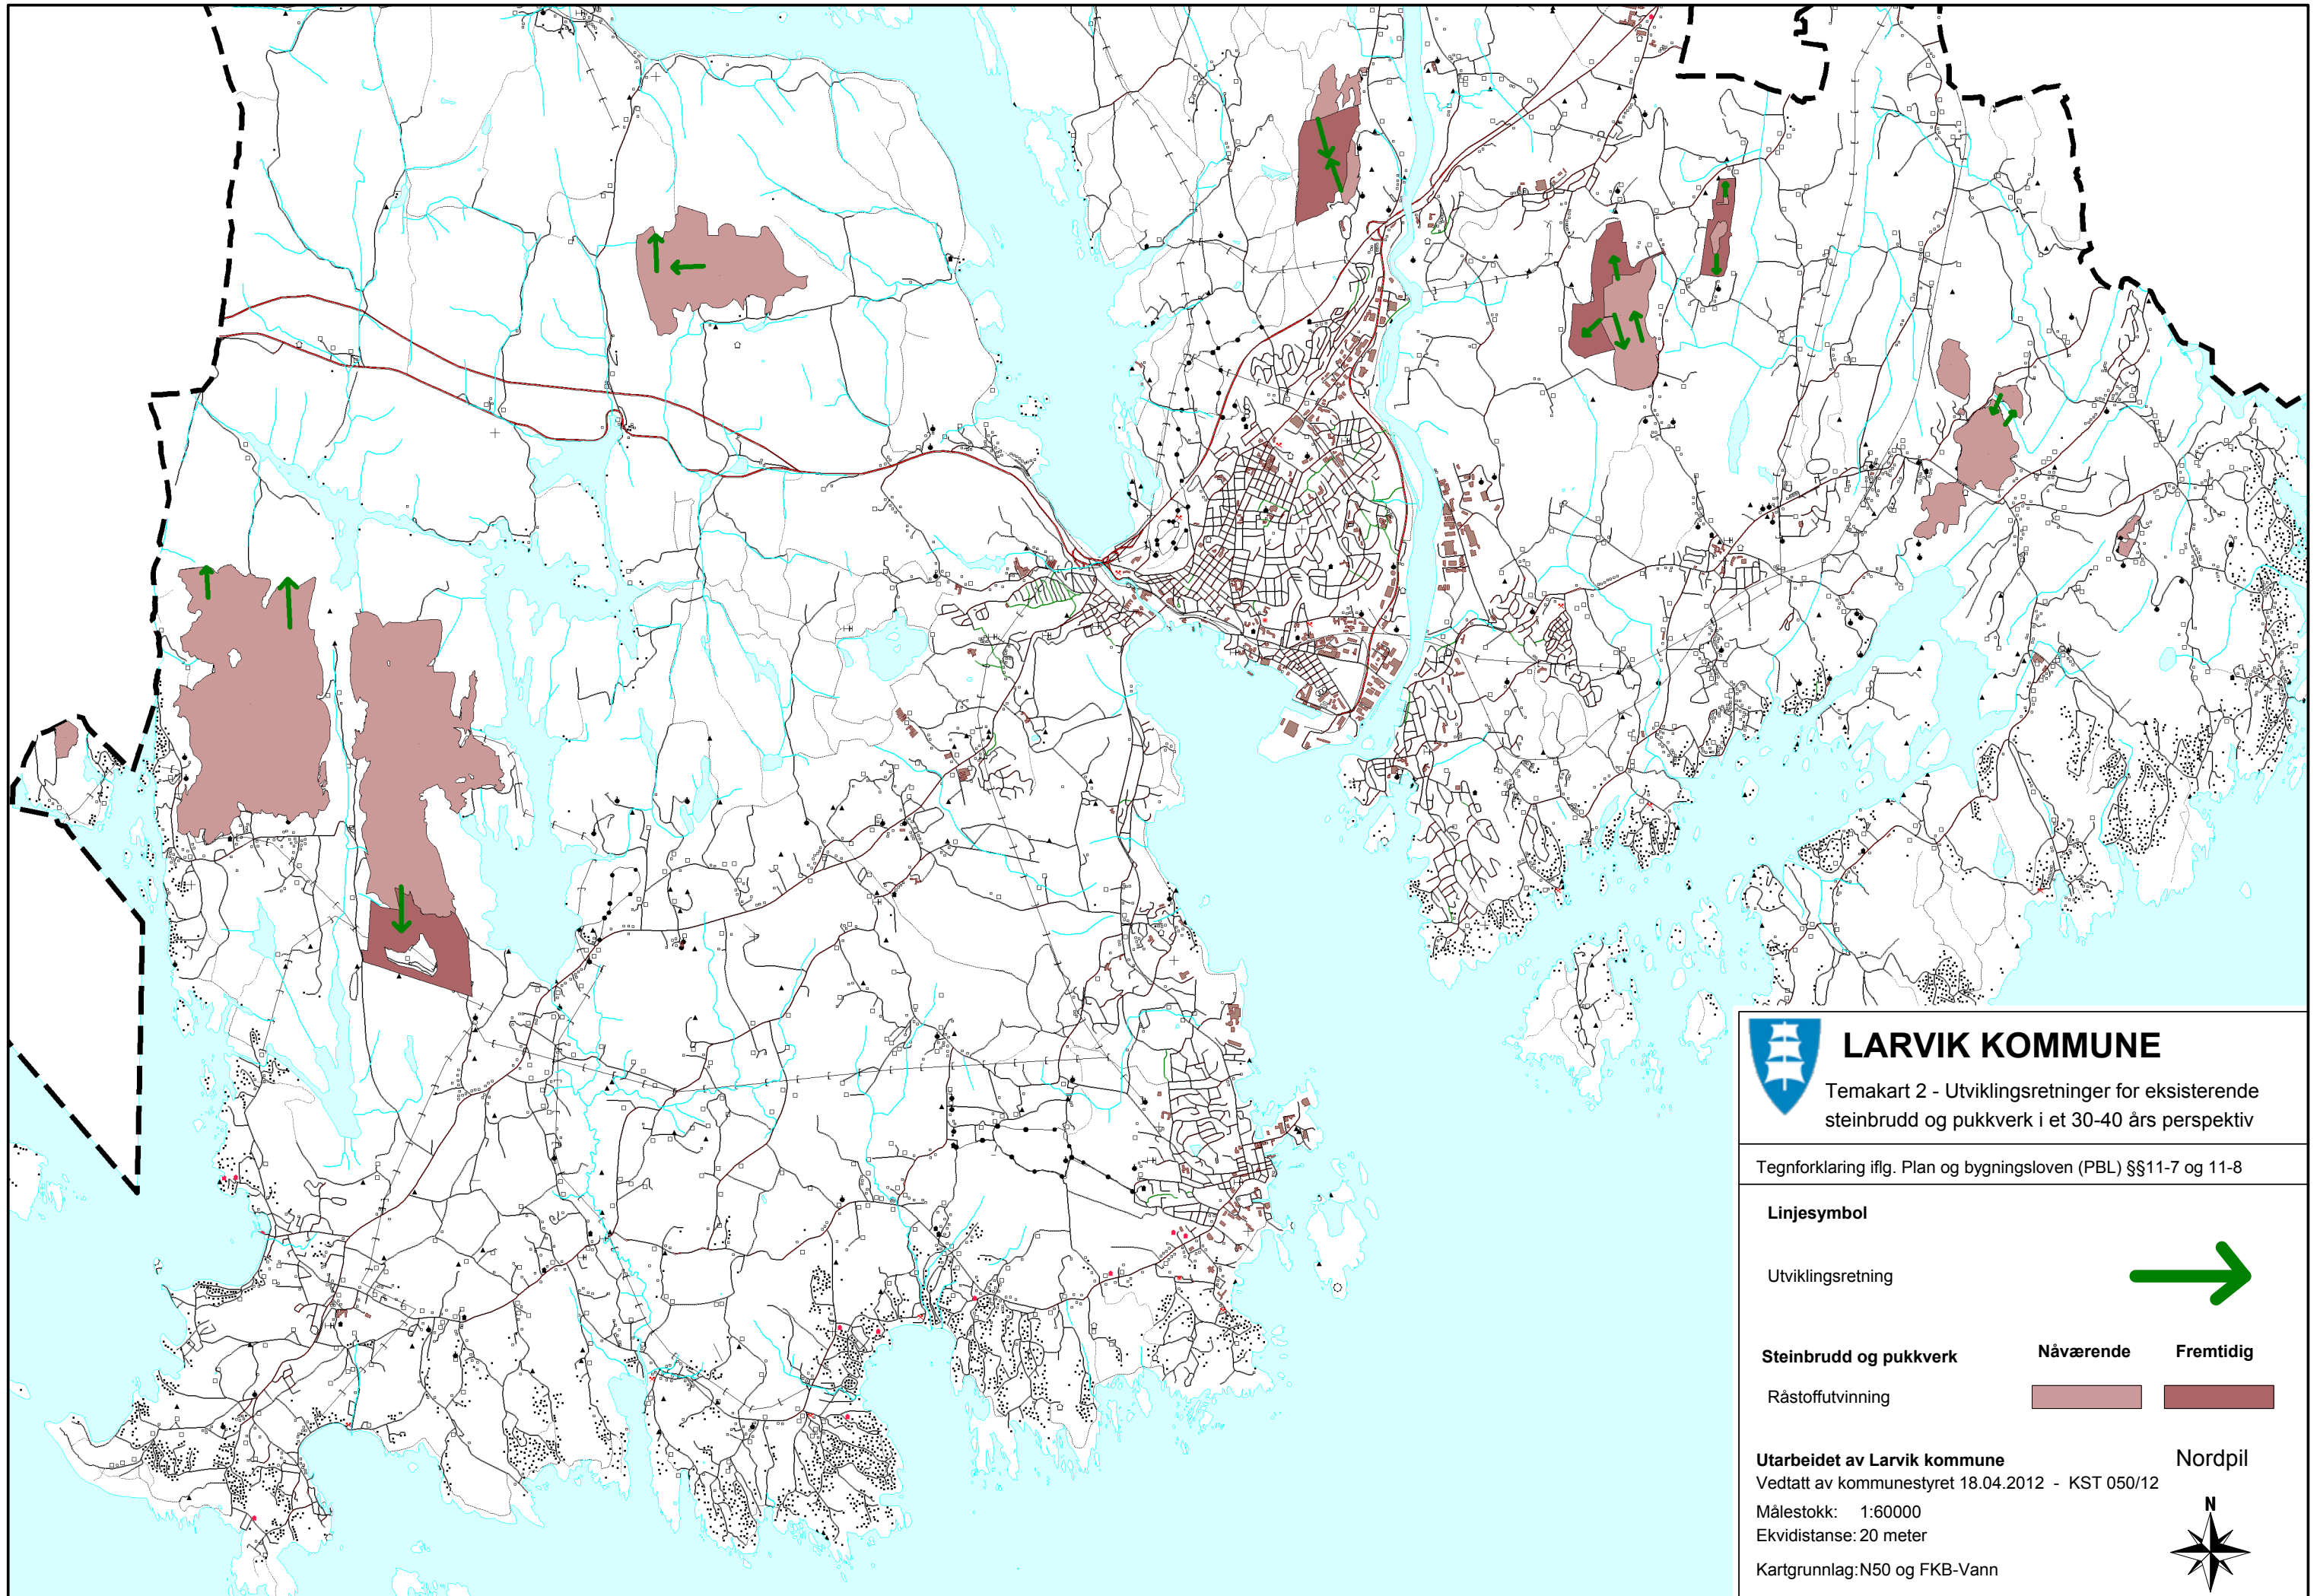 LARVIK KOMMUNE
Temakart 2 - Utviklingsretninger for eksisterende
steinbrudd og pukkverk i et 30-40 års perspektiv
Tegnforklaring iflg. Plan og bygningsloven (PBL) §§11-7 og 11-8
Linjesymbol
Utviklingsretning
Steinbrudd og pukkverk Nåværende Fremtidig
Råstoffutvinning
Utarbeidet av Larvik kommune
Nordpil
Vedtatt av kommunestyret 18.04.2012 - KST 050/12
Målestokk: 1:60000
Ekvidistanse: 20 meter
Kartgrunnlag:N50 og FKB-Vann
N